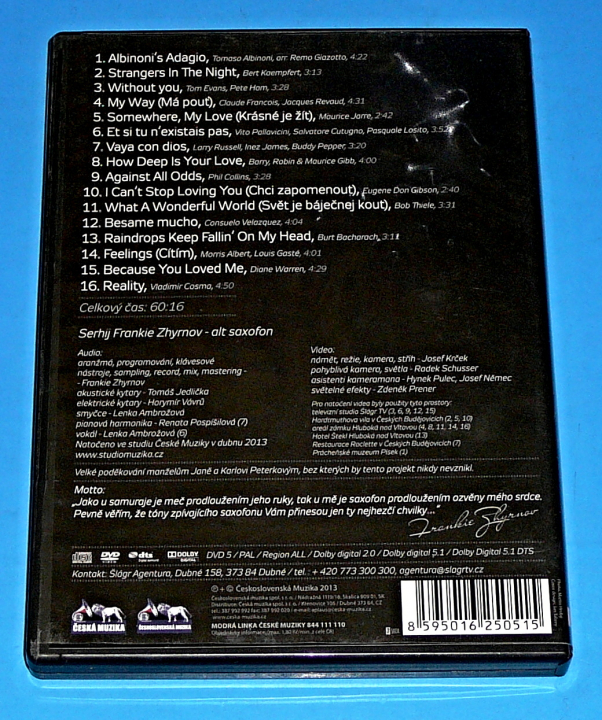 1. Albinoni's Adagio, Tomaso Albinoni, arr. Remo Giazotto, 4:22
2. Strangers In The Night, Bert Kaempfert, 3:13
3. Without you, Tom Evans, Pete Ham, 3:28
4. My Way (Má pouť), Claude Francois, Jacques Revaud, 4:31
5. Somewhere, My Love (Krásné je žít), Maurice Jarre, 2:42
6. Et si tu n'existais pas, Vito Pallavicini, Salvatore Cutugno, Pasquale Losito, 3:52
7. Vaya con dios, Larry Russell, Inez James, Buddy Pepper, 3:20
8. How Deep Is Your Love, Barry, Robin & Maurice Gibb, 4:00
9. Against All Odds, Phil Collins, 3:28
10. I Can't Stop Loving You (Chci zapomenout), Eugene Don Gibson, 2:40
11. What A Wonderful World (Svět je báječnej kout), Bob Thiele, 3:31
12. Besame mucho, Consuelo Velazquez, 4:04
13. Raindrops Keep Fallin' On My Head, Burt Bacharach, 3:11
14. Feelings (Cítím), Morris Albert, Louis Gasté, 4:01
15. Because You Loved Me, Diane Warren, 4:29
16. Reality, Vladimir Cosma, 4:50
Celkový čas: 60:16
Serhij Frankie Zhyrnov - alt saxofon
Audio:
aranžmá, programování, klávesové
nástroje, sampling, record, mix, mastering -
- Frankie Zhyrnov
akustické kytary - Tomáš Jedlička
elektrické kytary - Horymír Vávrů
smyčce - Lenka Ambrožová
pianová harmonika - Renata Pospíšilová (7)
vokál - Lenka Ambrožová (6)
Natočeno ve studiu České Muziky v dubnu 2013
www.studiomuzika.cz
Video:
námět, režie, kamera, střih - Josef Krček
pohyblivá kamera, světla - Radek Schusser
asistenti kameramana - Hynek Pulec, Josef Němec
světelné efekty - Zdeněk Prener
Pro natočení video byly použity tyto prostory:
televizní studio Šlágr TV (3, 6, 9, 12, 15)
Hardtmuthova vila v Českých Budějovicích (2, 5, 10)
areál zámku Hluboká nad Vltavou (4, 8, 11, 14, 16)
Hotel Štekl Hluboká nad Vltavou (13)
Restaurace Roclette v Českých Budějovicích (7)
Prácheňské muzeum Písek (1)
Velké poděkování manželům Janě a Karlovi Peterkovým, bez kterých by tento projekt nikdy nevznikl.
Motto:
„Jako u samuraje je meč prodloužením jeho ruky, tak u mě je saxofon prodloužením ozvěny mého srdce.
Pevně věřím, že tóny zpívajícího saxofonu Vám přinesou jen ty nejhezčí chvilky..."
Frankie Zhyrnov
DVD VIDEO dts DOLBY DIGITAL DVD 5 / PAL / Region ALL / Dolby digital 2.0 / Dolby digital 5.1 / Dolby Digital 5.1 DTS
Kontakt: Šlágr Agentura, Dubné 158, 373 84 Dubné / tel.: + 420 773 300 300, agentura@slagrtv.cz
ČESKÁ MUZIKA
ČESKOSLOVENSKÁ MUZIKA
℗ + © Československá Muzika 2013
MODRÁ LINKA ČESKÉ MUZIKY 844 111 110
8 595016 250515